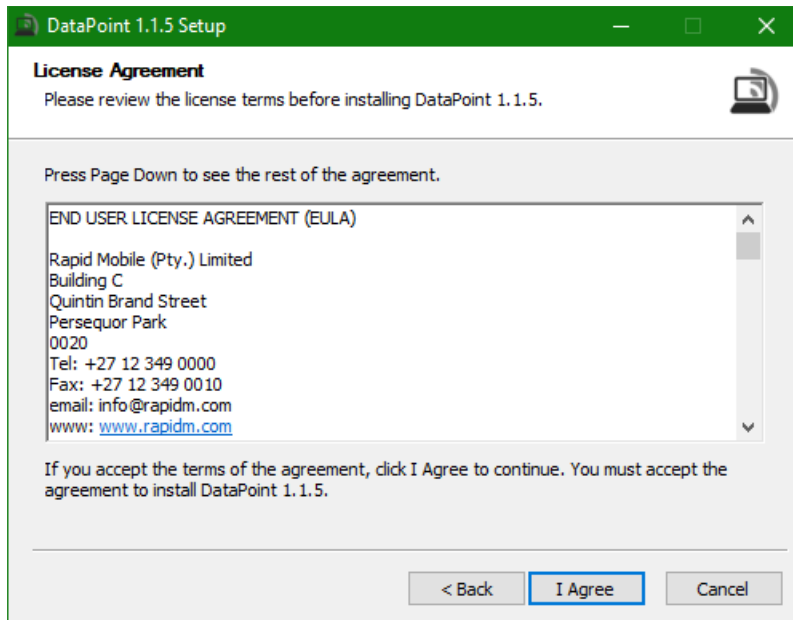 DataPoint 1.1.5 Setup
License Agreement
Please review the license terms before installing DataPoint 1.1.5.
Press Page Down to see the rest of the agreement.
END USER LICENSE AGREEMENT (EULA)
Rapid Mobile (Pty.) Limited
Building C
Quintin Brand Street
Persequor Park
0020
Tel: +27 12 349 0000
Fax: +27 12 349 0010
email: info@rapidm.com
www: www.rapidm.com
If you accept the terms of the agreement, click I Agree to continue. You must accept the
agreement to install DataPoint 1.1.5.
< Back I Agree Cancel